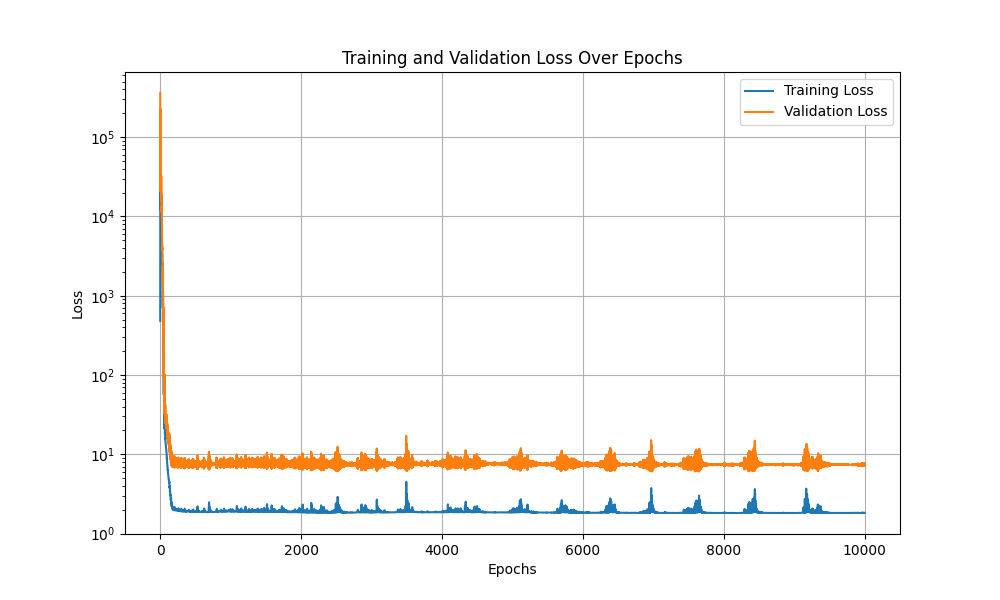 Training and Validation Loss Over Epochs
Training Loss
Validation Loss
10^5
10^4
10^3
10^2
10^1
10^0
Loss
0 2000 4000 6000 8000 10000
Epochs